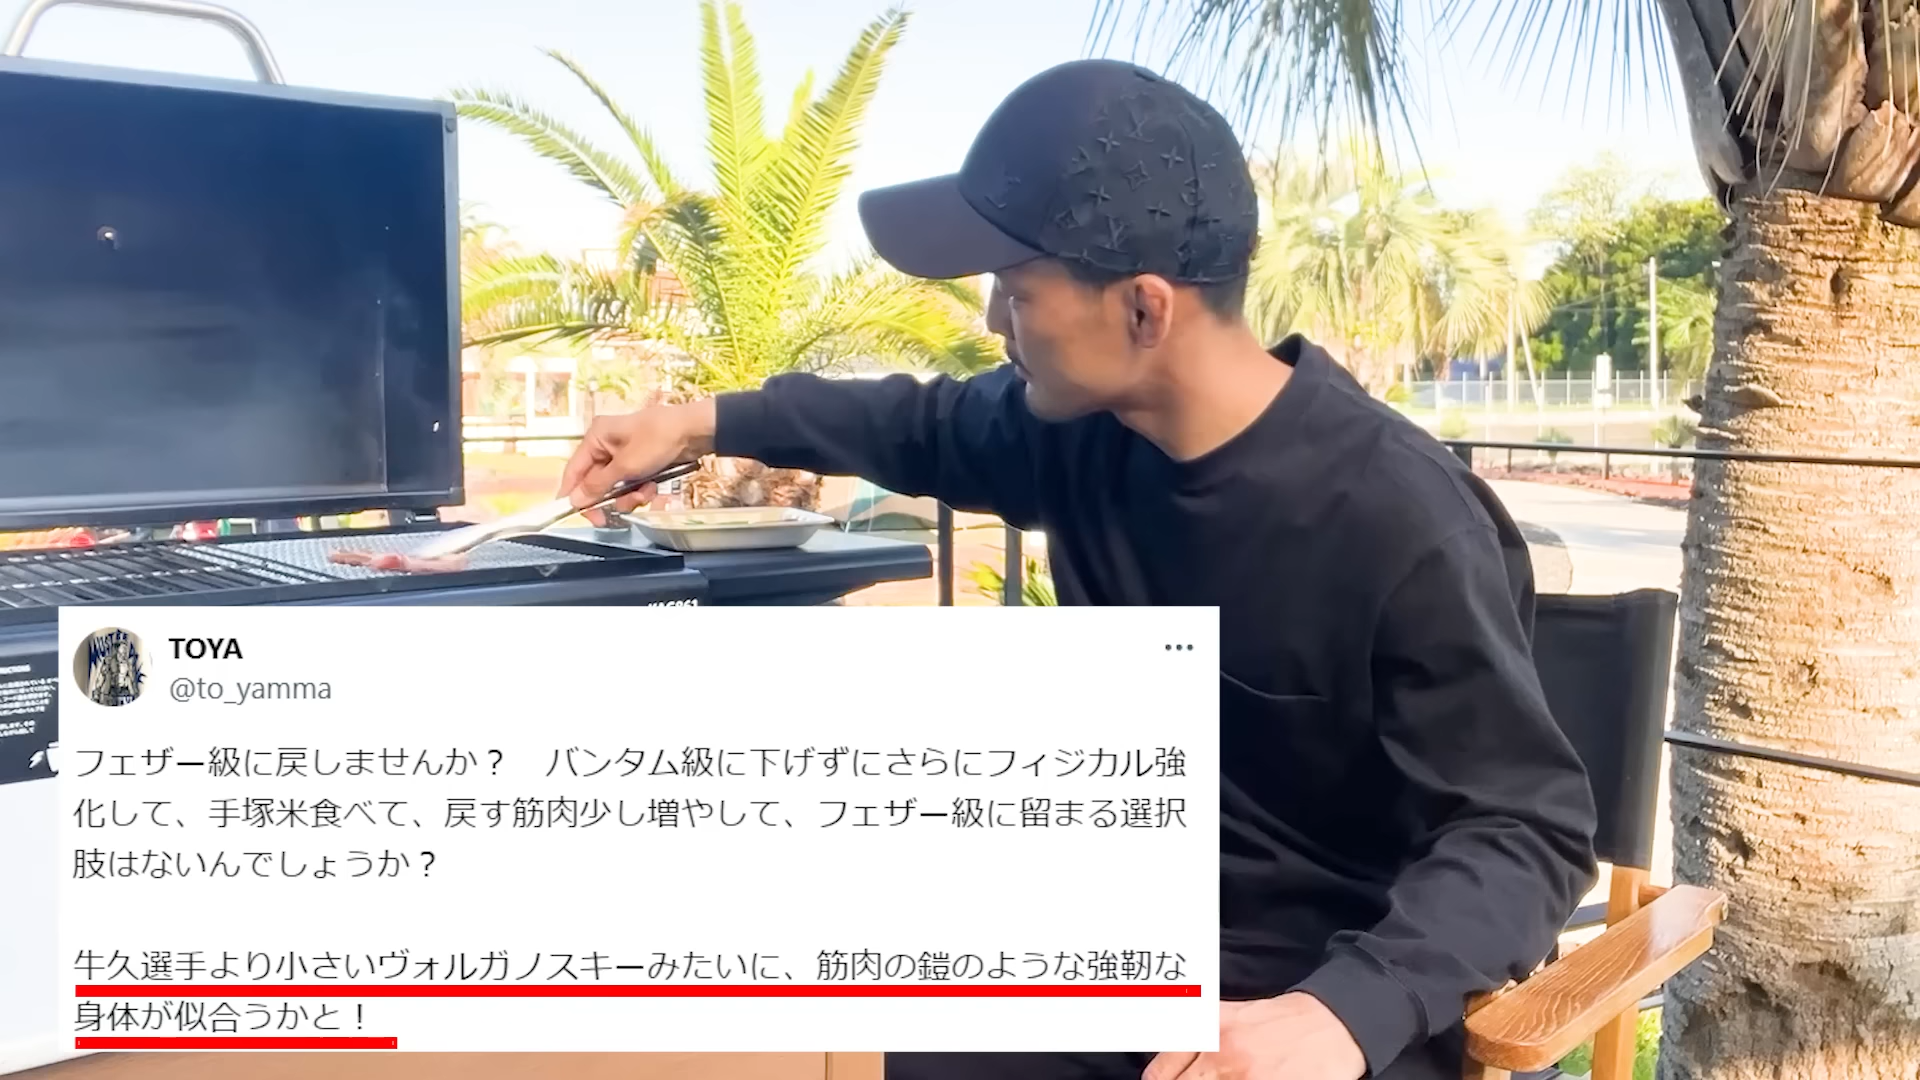 TOYA
@to_yamma
フェザー級に戻しませんか？　バンタム級に下げずにさらにフィジカル強
化して、手塚米食べて、戻す筋肉少し増やして、フェザー級に留まる選択
肢はないんでしょうか？
牛久選手より小さいヴォルガノスキーみたいに、筋肉の鎧のような強靭な
身体が似合うかと！